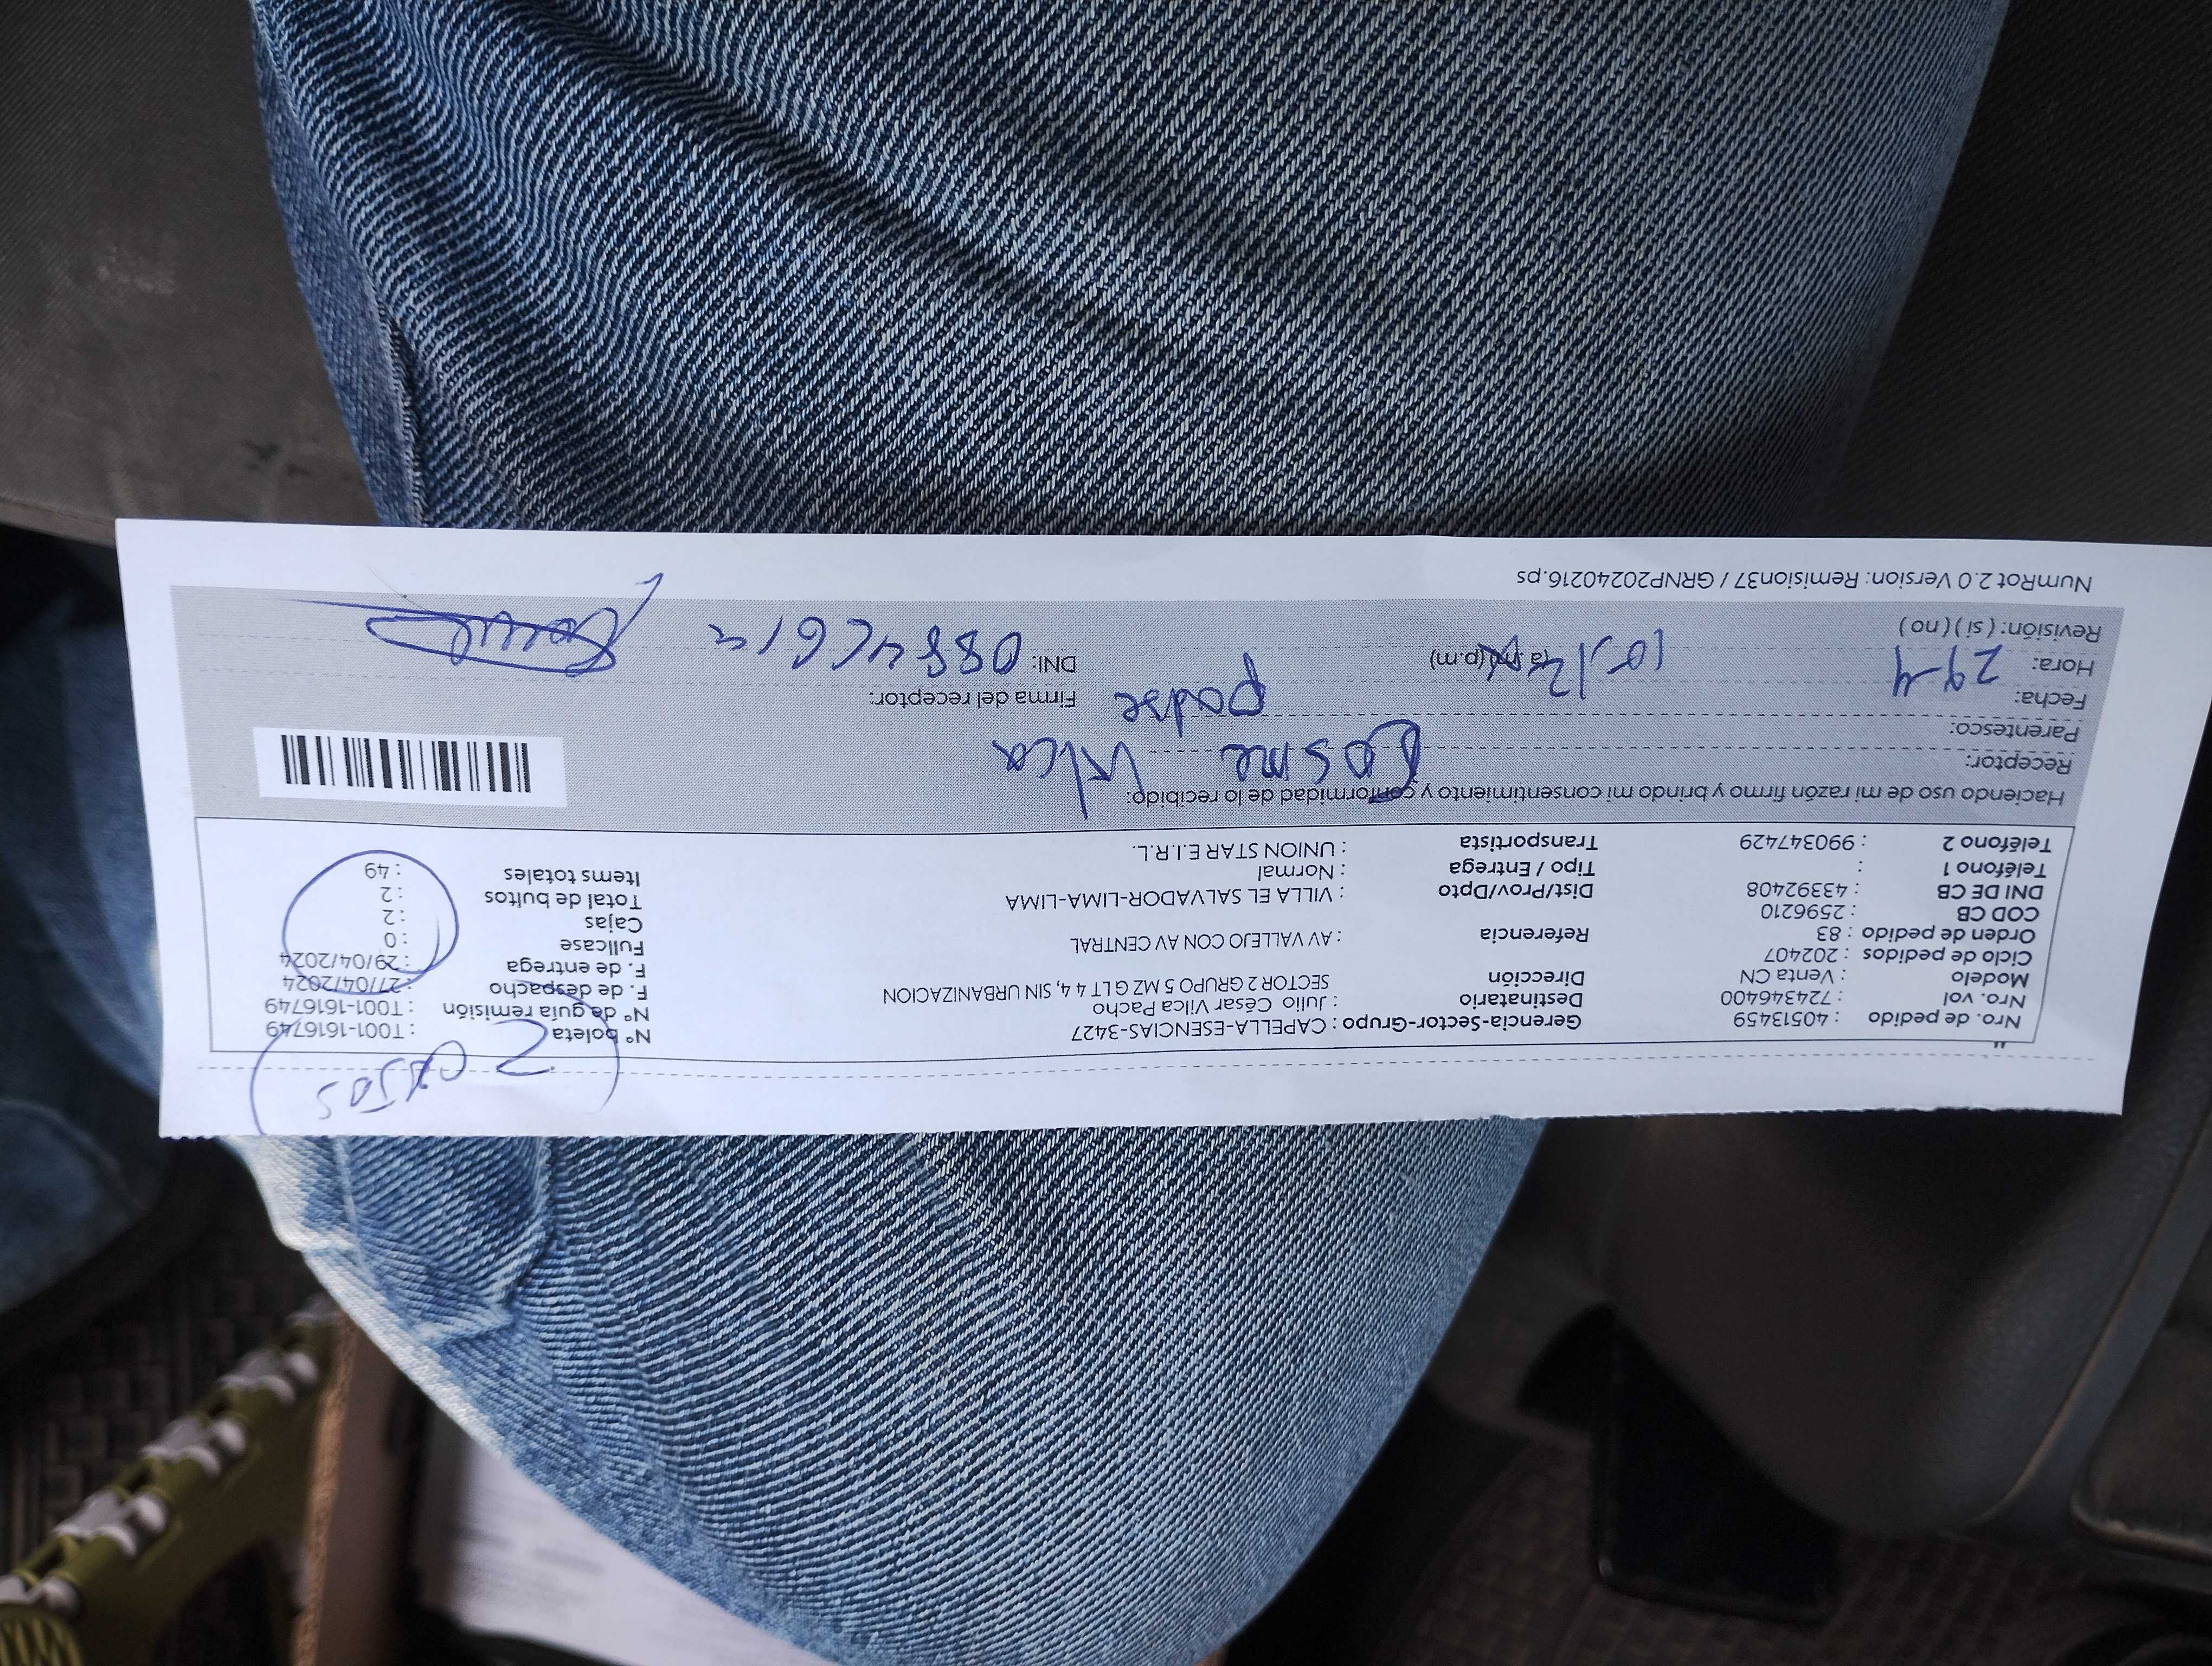 2 cajas
Nro. de pedido : 40513459 Gerencia-Sector-Grupo : CAPELLA-ESENCIAS-3427 N° boleta : T001-1616749
Nro. vol : 724346400 Destinatario : Julio César Vilca Pacho N° de guía remisión : T001-1616749
Modelo : Venta CN Dirección SECTOR 2 GRUPO 5 MZ G LT 4 4, SIN URBANIZACION F. de despacho : 27/04/2024
Ciclo de pedidos : 202407 F. de entrega : 29/04/2024
Orden de pedido : 83 Referencia : AV VALLEJO CON AV CENTRAL Fullcase : 0
COD CB : 2596210 Cajas : 2
DNI DE CB : 43392408 Dist/Prov/Dpto : VILLA EL SALVADOR-LIMA-LIMA Total de bultos : 2
Teléfono 1 : Tipo / Entrega : Normal Items totales : 49
Teléfono 2 : 990347429 Transportista : UNION STAR E.I.R.L.
Haciendo uso de mi razón firmo y brindo mi consentimiento y conformidad de lo recibido:
Receptor: Cosme Vilca
Parentesco: padre
Fecha: 29-4 Firma del receptor:
Hora: 10:12 (a.m) (p.m) DNI:
Revisión: ( si ) ( no )
NumRot 2.0 Version: Remision37 / GRNP20240216.ps